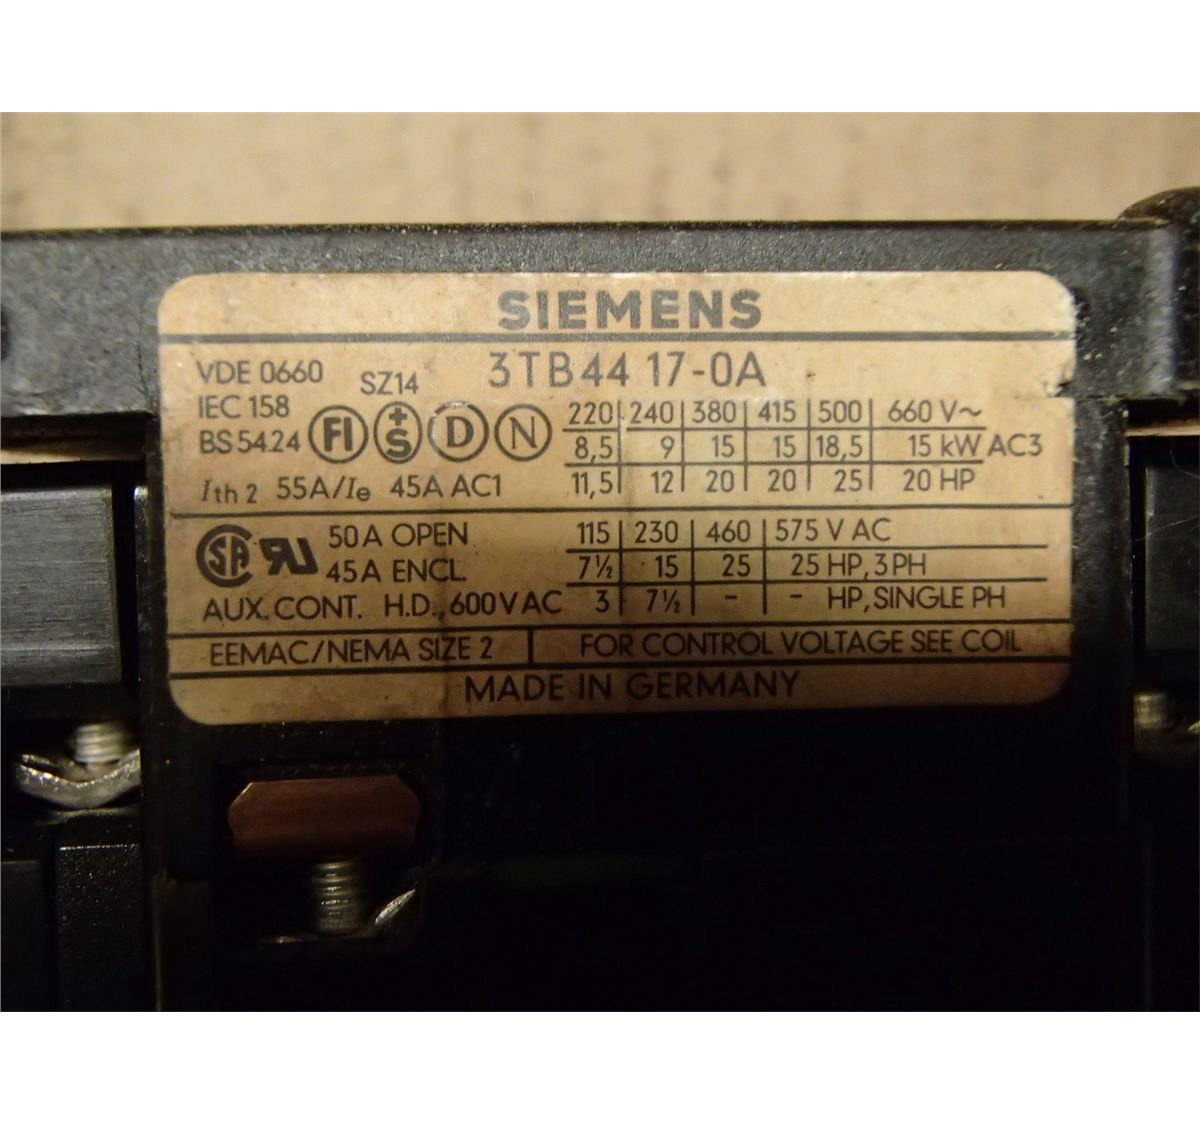 SIEMENS
3TB44 17-0A
VDE 0660 SZ14
IEC 158
BS 5424 FI +S D N
Ith 2 55A/Ie 45A AC1
220 240 380 415 500 660 V~
8,5 9 15 15 18,5 15 kW AC3
11,5 12 20 20 25 20 HP
SA RU 50A OPEN 115 230 460 575 V AC
45A ENCL. 7½ 15 25 25 HP, 3PH
AUX. CONT. H.D., 600VAC 3 7½ - - HP, SINGLE PH
EEMAC/NEMA SIZE 2 FOR CONTROL VOLTAGE SEE COIL
MADE IN GERMANY